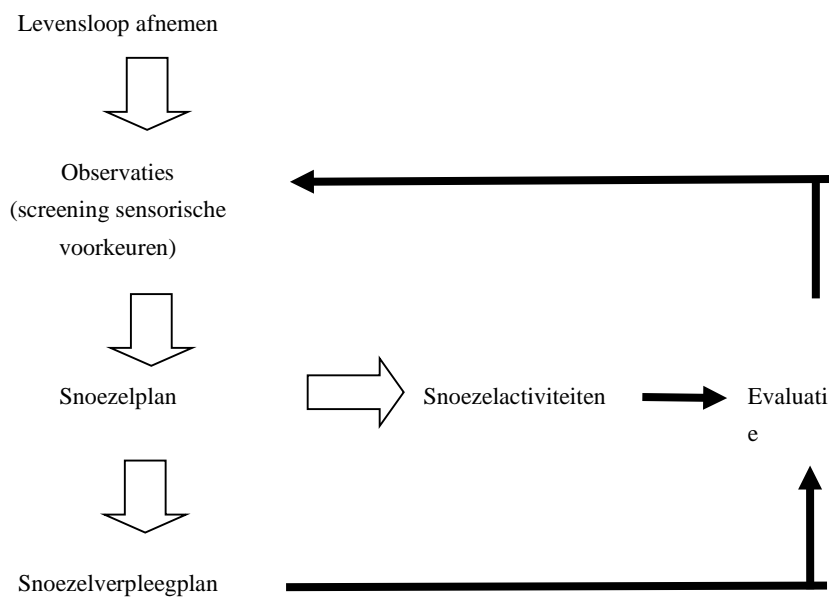 Levensloop afnemen
Observaties
(screening sensorische
voorkeuren)
Snoezelplan
Snoezelactiviteiten
Evaluati
e
Snoezelverpleegplan